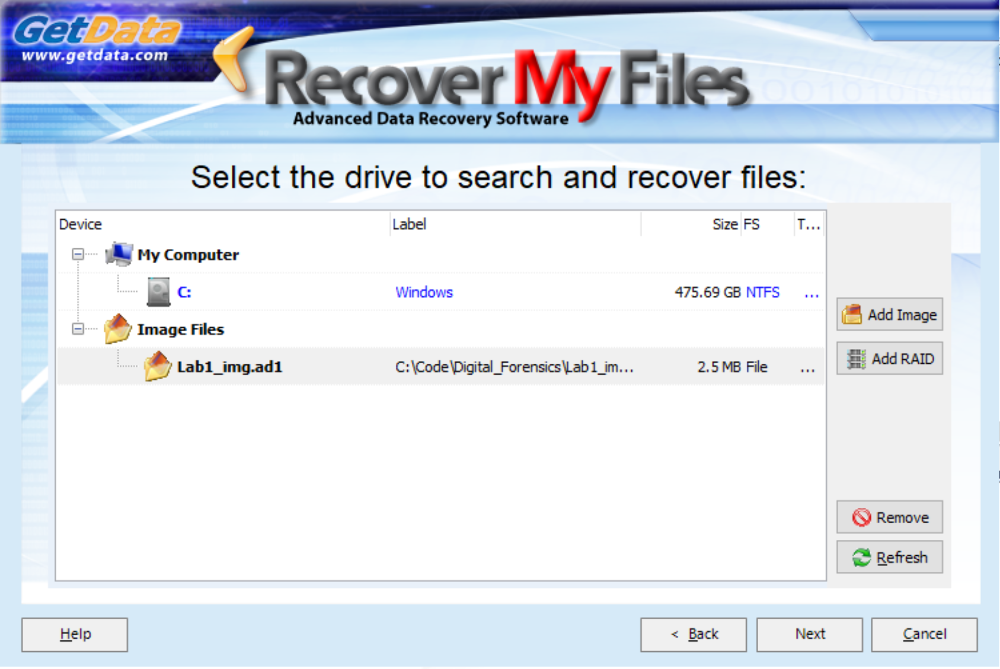 GetData
www.getdata.com
Recover My Files
Advanced Data Recovery Software
Select the drive to search and recover files:
Device Label Size FS T...
My Computer
C: Windows 475.69 GB NTFS ...
Image Files
Lab1_img.ad1 C:\Code\Digital_Forensics\Lab1_im... 2.5 MB File ...
Add Image
Add RAID
Remove
Refresh
Help < Back Next Cancel